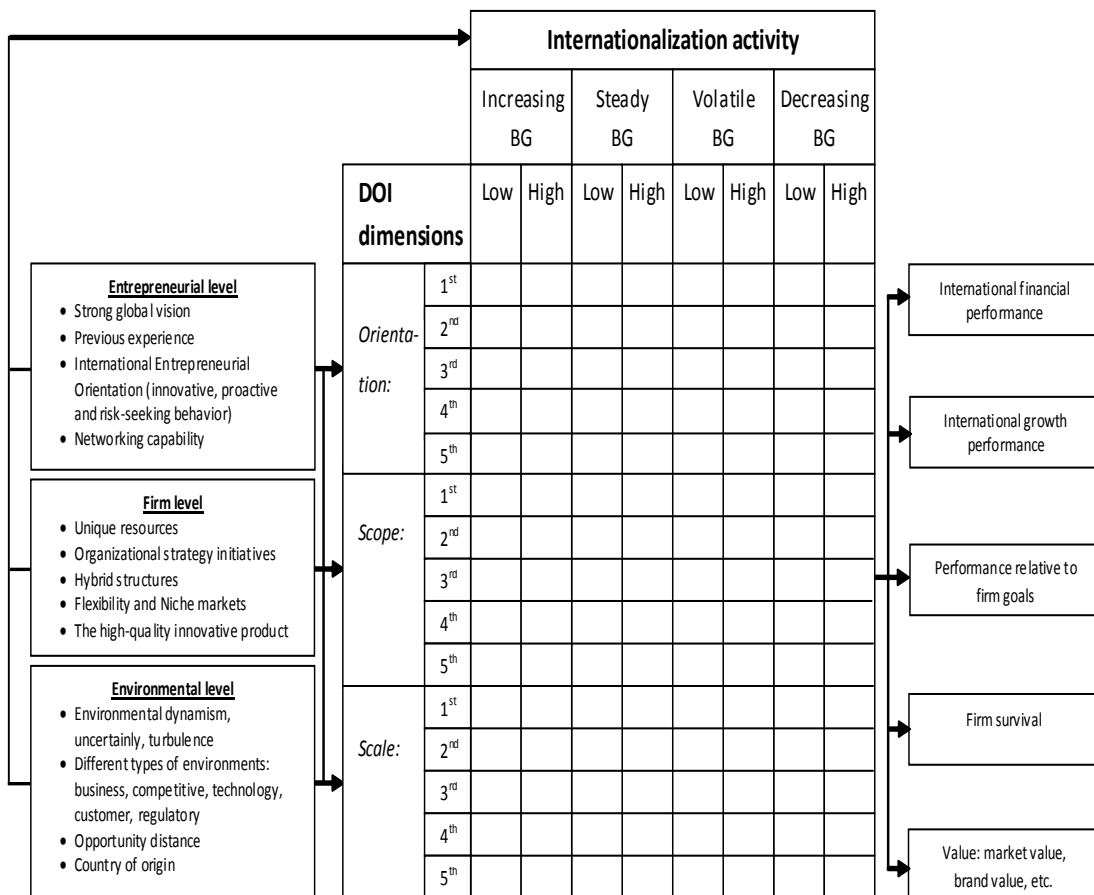 Internationalization activity
Increasing BG
Steady BG
Volatile BG
Decreasing BG
DOI dimensions
Low High Low High Low High Low High
Entrepreneurial level
• Strong global vision
• Previous experience
• International Entrepreneurial
Orientation (innovative, proactive
and risk-seeking behavior)
• Networking capability
Firm level
• Unique resources
• Organizational strategy initiatives
• Hybrid structures
• Flexibility and Niche markets
• The high-quality innovative product
Environmental level
• Environmental dynamism,
uncertainly, turbulence
• Different types of environments:
business, competitive, technology,
customer, regulatory
• Opportunity distance
• Country of origin
Orienta-
tion:
1st
2nd
3rd
4th
5th
Scope:
1st
2nd
3rd
4th
5th
Scale:
1st
2nd
3rd
4th
5th
International financial
performance
International growth
performance
Performance relative to
firm goals
Firm survival
Value: market value,
brand value, etc.